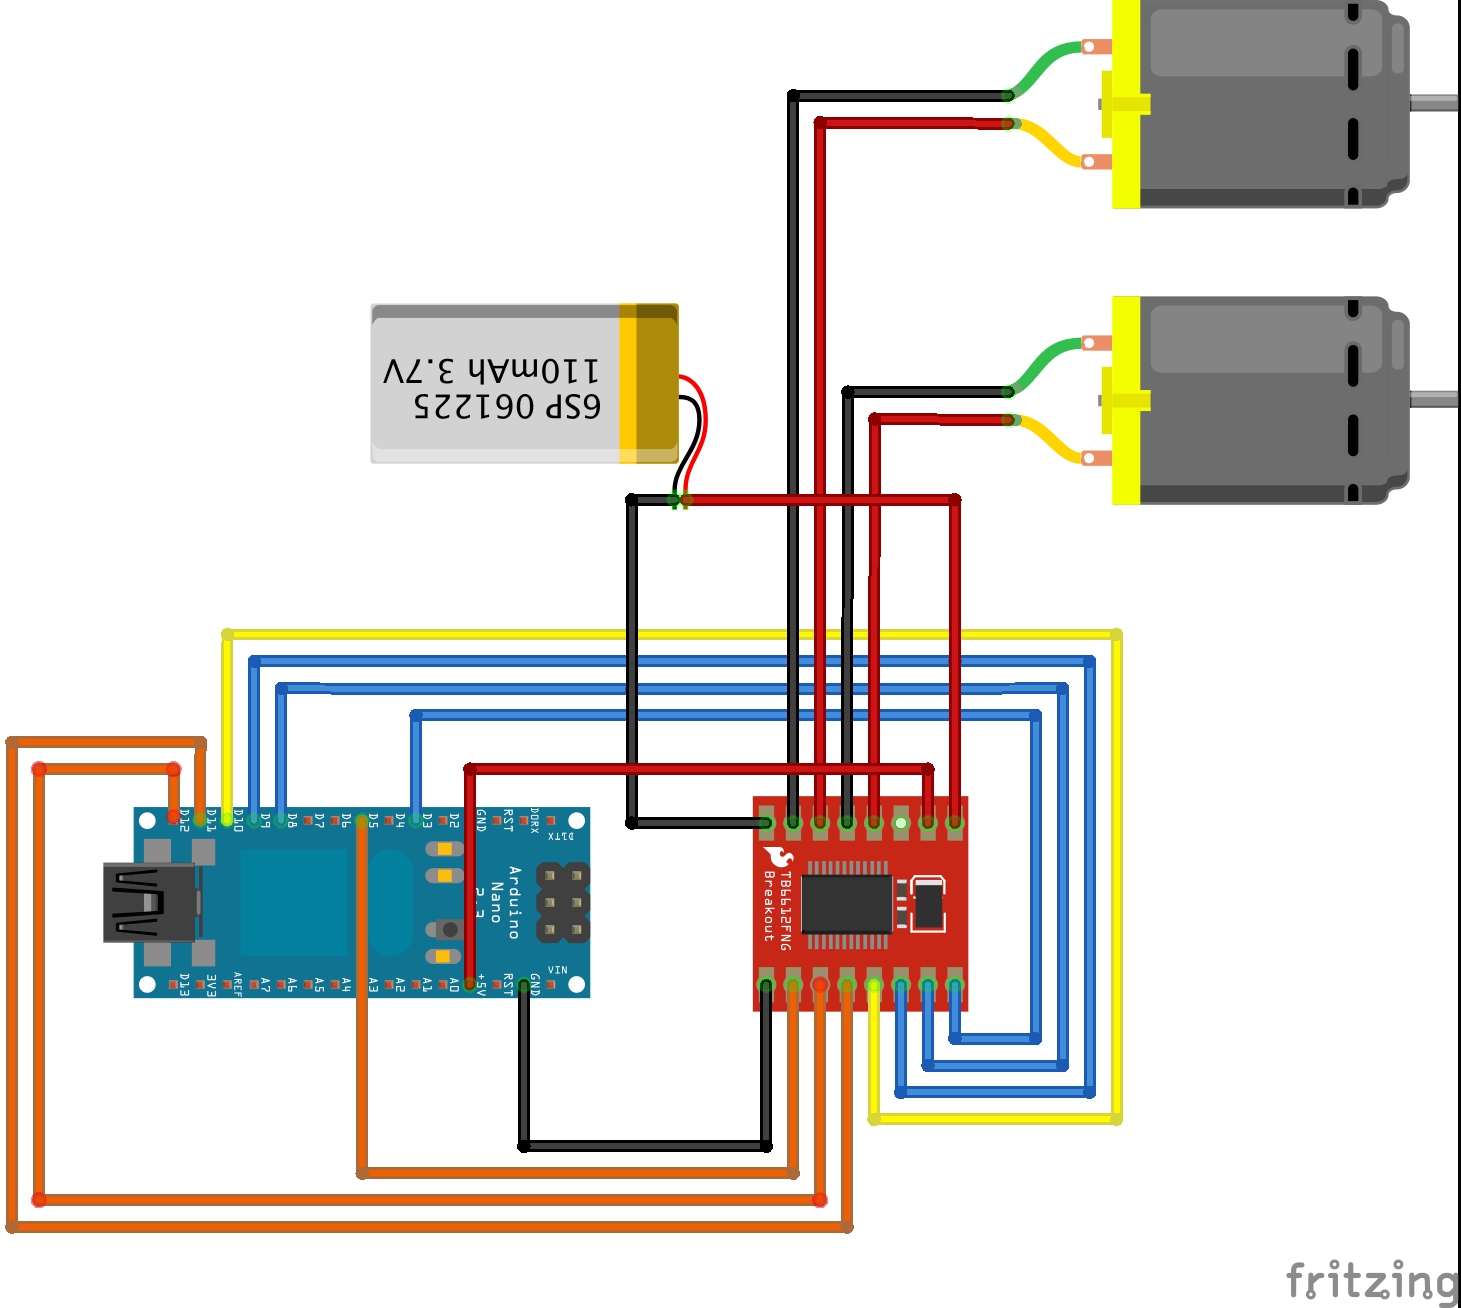 110mAh 3.7V
6SP 061225
D12
D11
D10
D9
D8
D7
D6
D5
D4
D3
D2
GND
RST
D0RX
D1TX
Arduino
Nano
VIN
D13
3V3
AREF
A7
A6
A5
A4
A3
A2
A1
A0
+5V
RST
GND
TB6612FNG
Breakout
fritzing